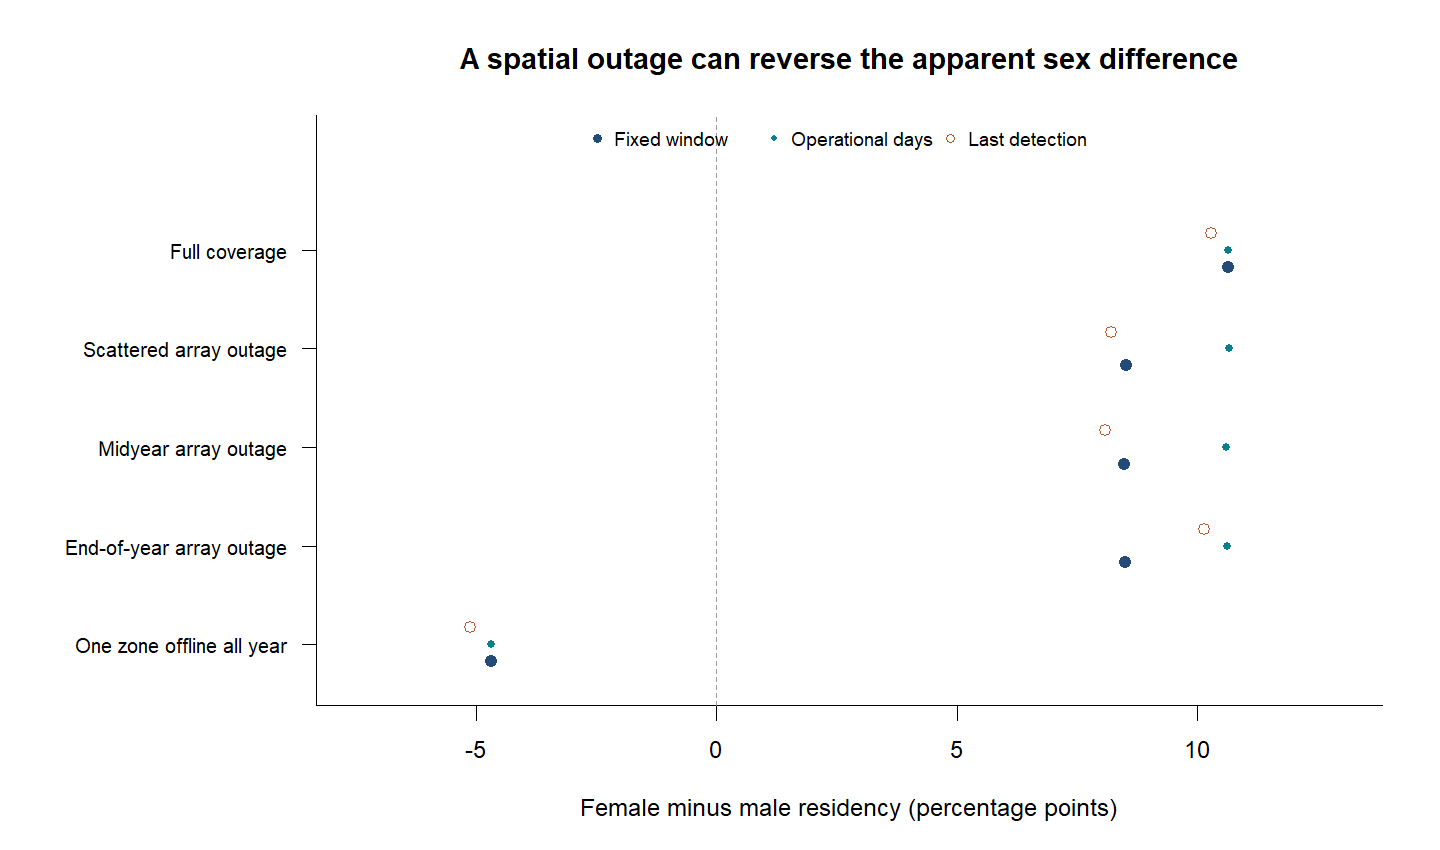 A spatial outage can reverse the apparent sex difference
Fixed window Operational days Last detection
Full coverage
Scattered array outage
Midyear array outage
End-of-year array outage
One zone offline all year
-5 0 5 10
Female minus male residency (percentage points)